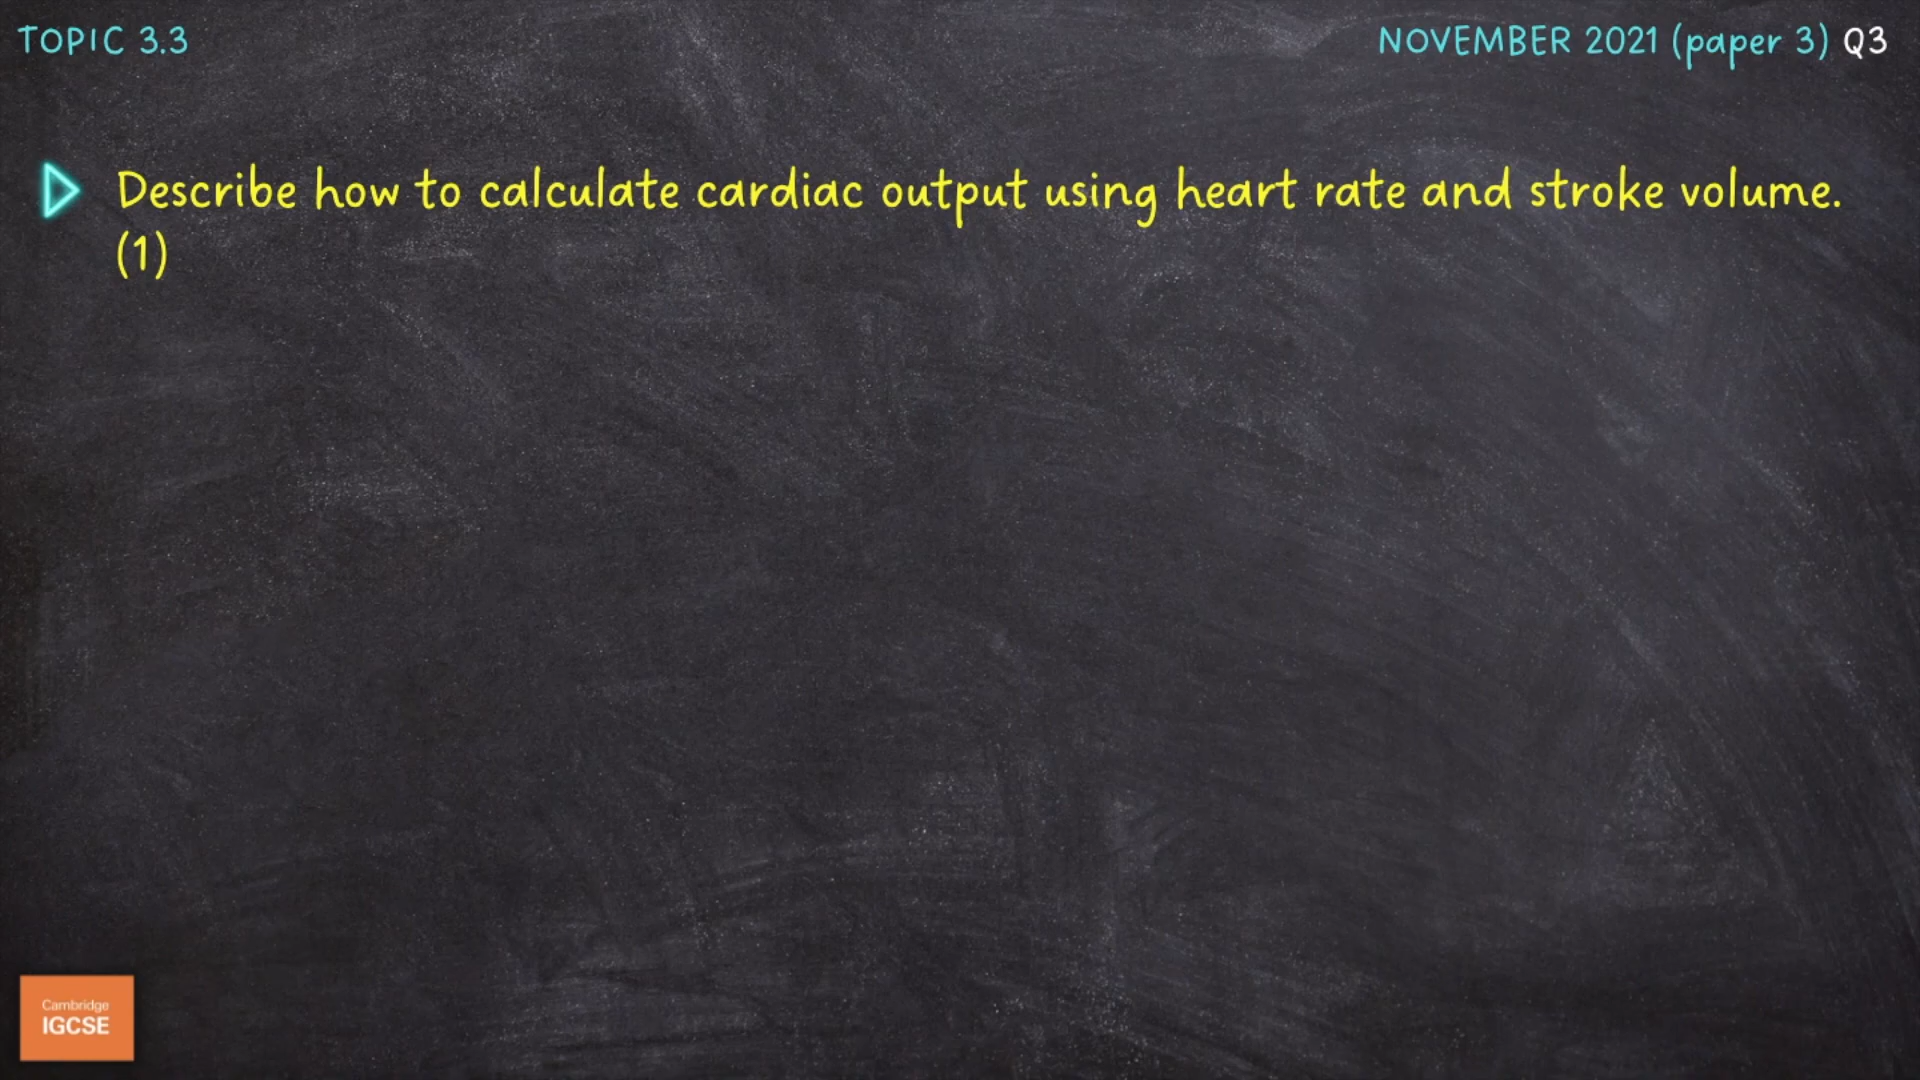 TOPIC 3.3
NOVEMBER 2021 (paper 3) Q3
Describe how to calculate cardiac output using heart rate and stroke volume.
(1)
Cambridge
IGCSE